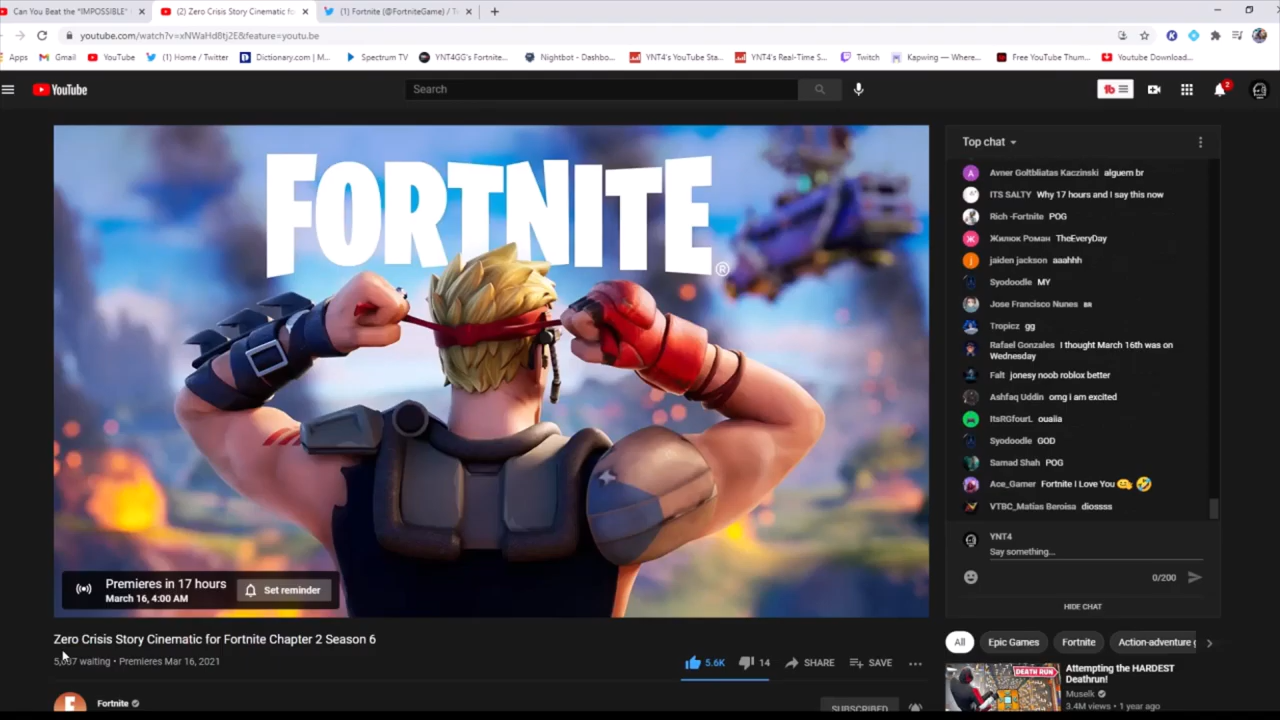 Can You Beat the "IMPOSSIBLE"
(2) Zero Crisis Story Cinematic fo
(1) Fortnite (@FortniteGame) / T
youtube.com/watch?v=xNWaHd8tj2E&feature=youtu.be
Apps
Gmail
YouTube
(1) Home / Twitter
Dictionary.com | M...
Spectrum TV
YNT4GG's Fortnite...
Nightbot - Dashbo...
YNT4's YouTube Sta...
YNT4's Real-Time S...
Twitch
Kapwing — Where...
Free YouTube Thum...
Youtube Download...
YouTube
Search
tb
2
FORTNITE
®
Premieres in 17 hours
March 16, 4:00 AM
Set reminder
Zero Crisis Story Cinematic for Fortnite Chapter 2 Season 6
waiting • Premieres Mar 16, 2021
5.6K
14
SHARE
SAVE
Fortnite
SUBSCRIBED
Top chat
Avner Goltbliatas Kaczinski alguem br
ITS SALTY Why 17 hours and I say this now
Rich -Fortnite POG
Жилюк Роман TheEveryDay
jaiden jackson aaahhh
Syodoodle MY
Jose Francisco Nunes
Tropicz gg
Rafael Gonzales I thought March 16th was on
Wednesday
Falt jonesy noob roblox better
Ashfaq Uddin omg I am excited
ItsRGfourL oualia
Syodoodle GOD
Samad Shah POG
Ace_Gamer Fortnite I Love You 🥱🤣
VTBC_Matias Beroisa diossss
YNT4
Say something...
0/200
HIDE CHAT
All
Epic Games
Fortnite
Action-adventure g
DEATH RUN
Attempting the HARDEST
Deathrun!
Muselk
3.4M views • 1 year ago